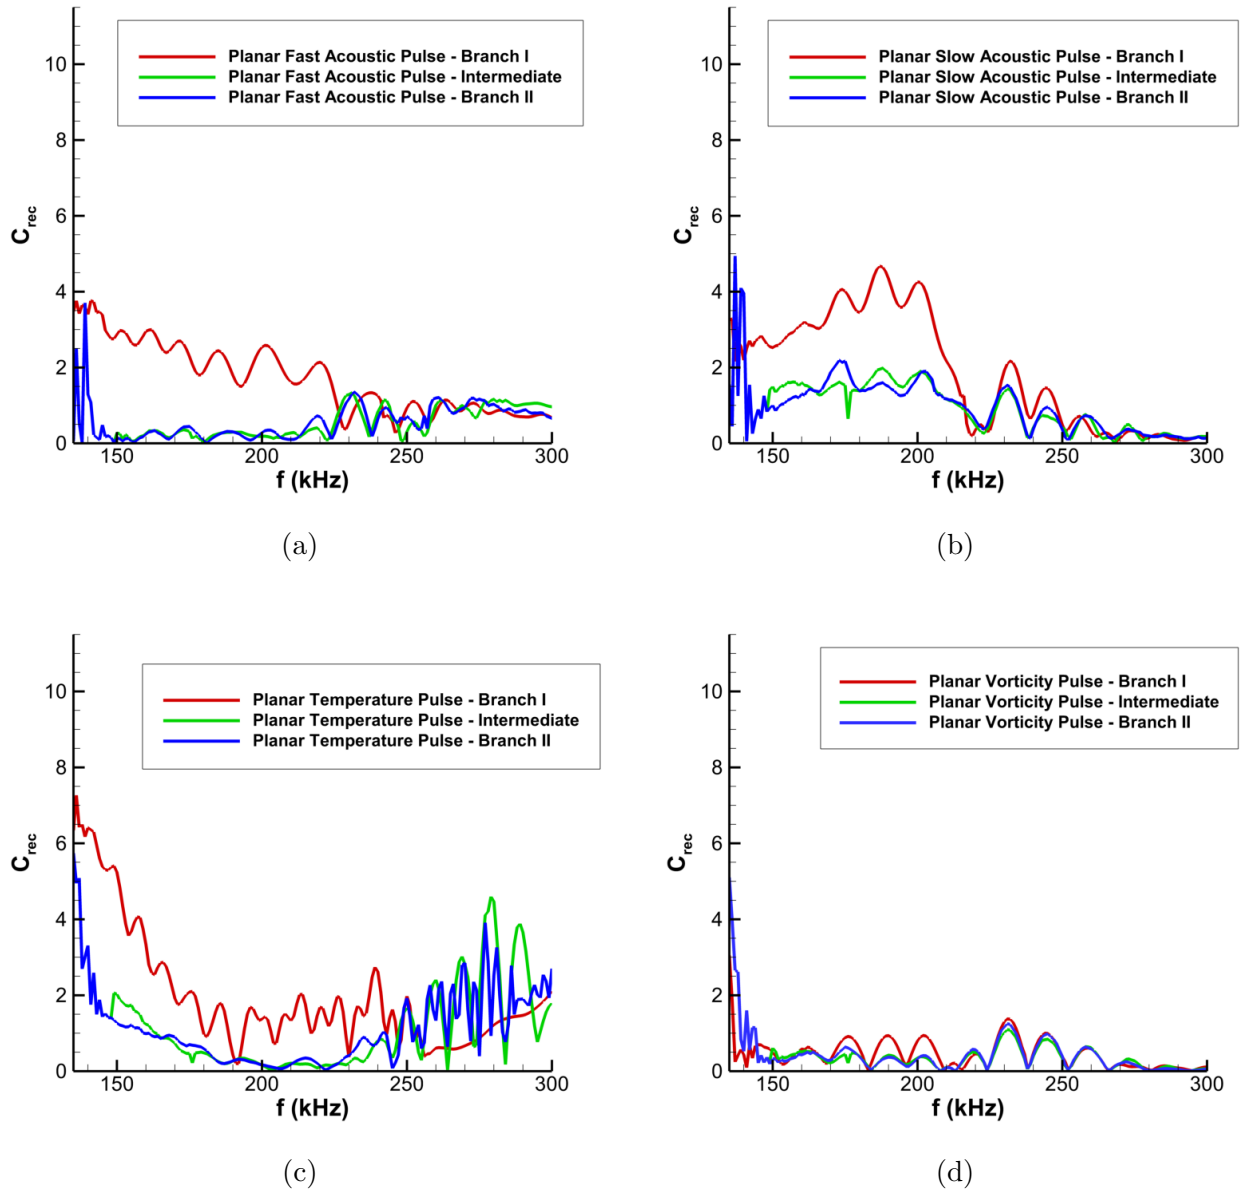 Planar Fast Acoustic Pulse - Branch I
Planar Fast Acoustic Pulse - Intermediate
Planar Fast Acoustic Pulse - Branch II
10
8
6
4
2
0
C_rec
150
200
250
300
f (kHz)
(a)
Planar Slow Acoustic Pulse - Branch I
Planar Slow Acoustic Pulse - Intermediate
Planar Slow Acoustic Pulse - Branch II
10
8
6
4
2
0
C_rec
150
200
250
300
f (kHz)
(b)
Planar Temperature Pulse - Branch I
Planar Temperature Pulse - Intermediate
Planar Temperature Pulse - Branch II
10
8
6
4
2
0
C_rec
150
200
250
300
f (kHz)
(c)
Planar Vorticity Pulse - Branch I
Planar Vorticity Pulse - Intermediate
Planar Vorticity Pulse - Branch II
10
8
6
4
2
0
C_rec
150
200
250
300
f (kHz)
(d)